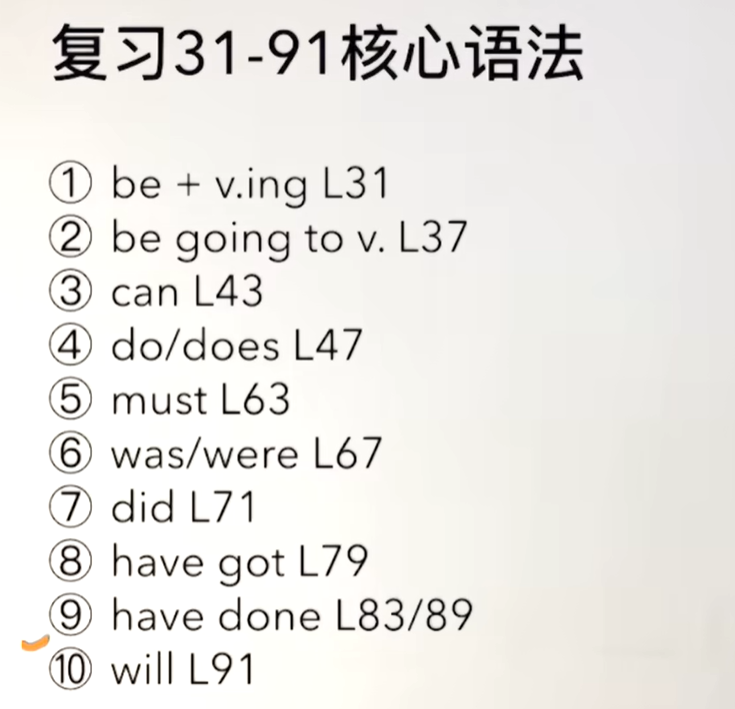 复习31-91核心语法
① be + v.ing L31
② be going to v. L37
③ can L43
④ do/does L47
⑤ must L63
⑥ was/were L67
⑦ did L71
⑧ have got L79
⑨ have done L83/89
⑩ will L91